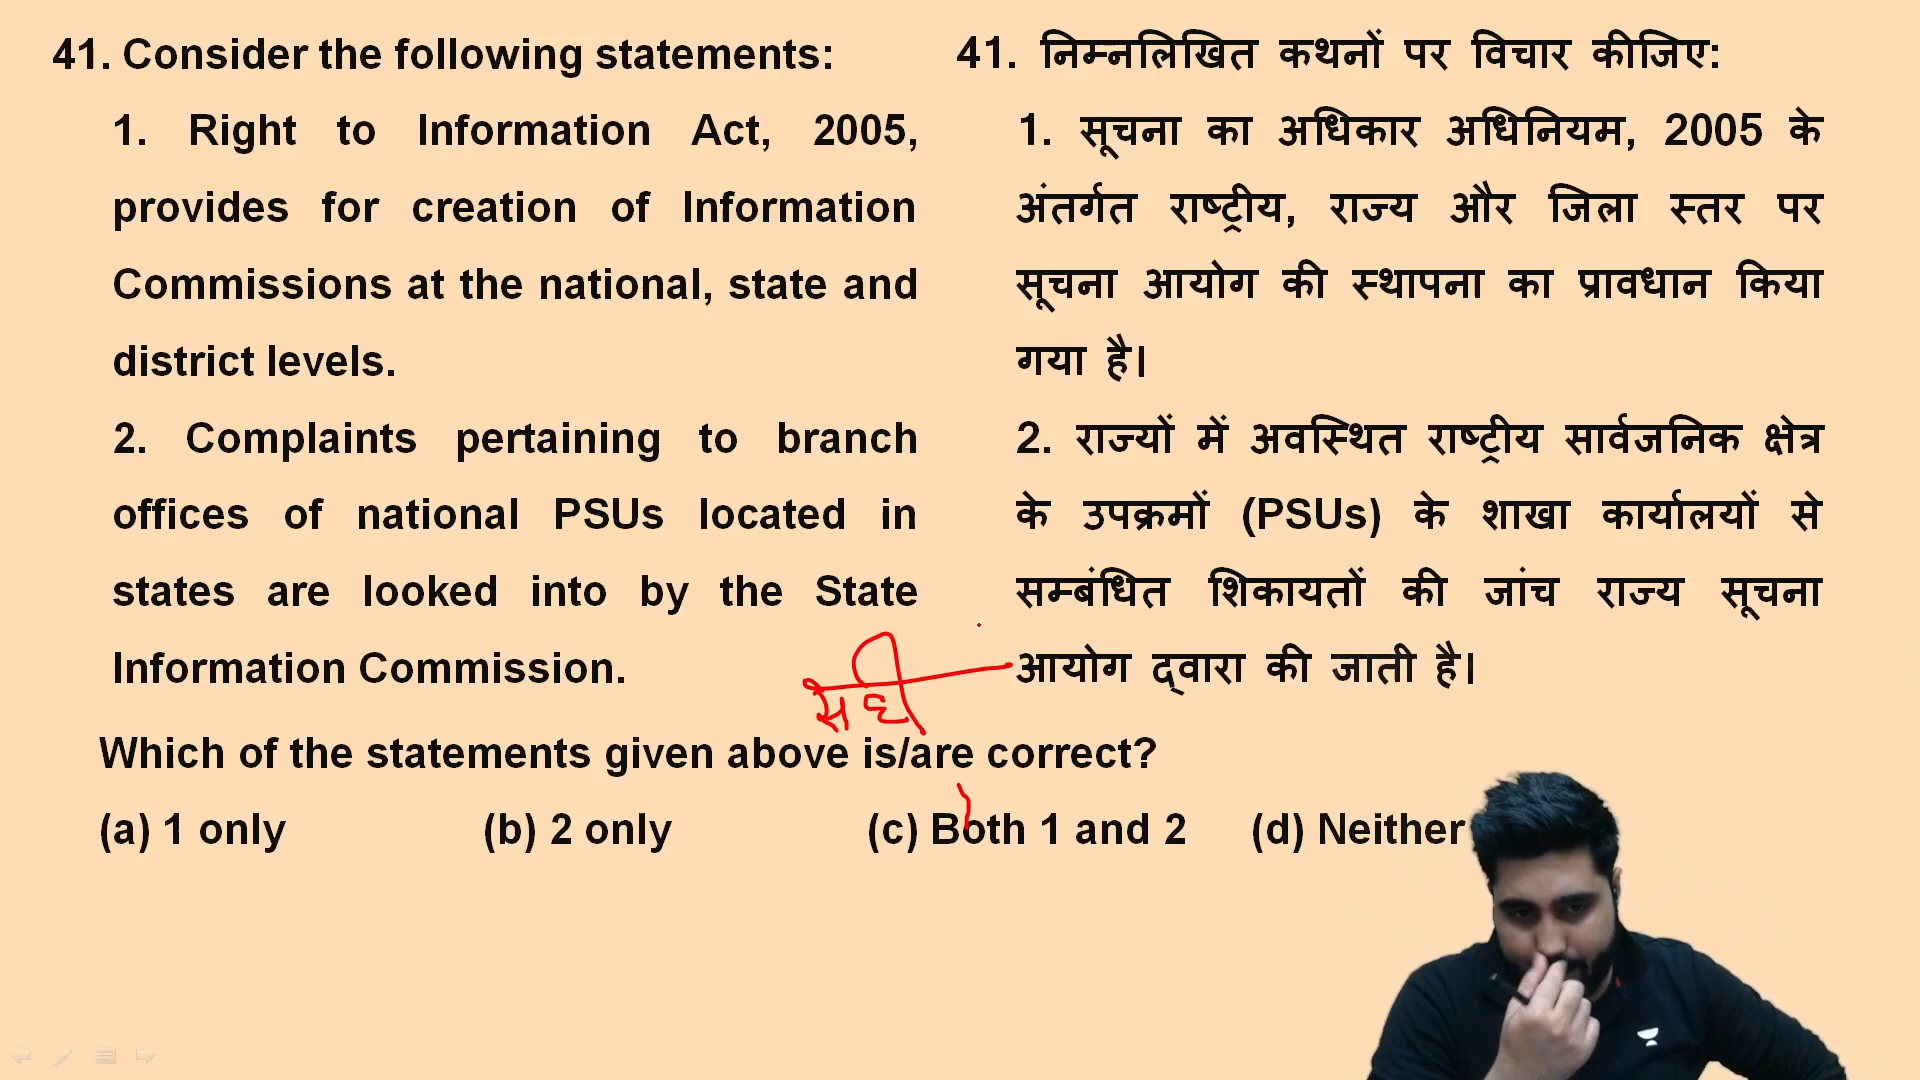 41. Consider the following statements:
1. Right to Information Act, 2005,
provides for creation of Information
Commissions at the national, state and
district levels.
2. Complaints pertaining to branch
offices of national PSUs located in
states are looked into by the State
Information Commission.
41. निम्नलिखित कथनों पर विचार कीजिए:
1. सूचना का अधिकार अधिनियम, 2005 के
अंतर्गत राष्ट्रीय, राज्य और जिला स्तर पर
सूचना आयोग की स्थापना का प्रावधान किया
गया है।
2. राज्यों में अवस्थित राष्ट्रीय सार्वजनिक क्षेत्र
के उपक्रमों (PSUs) के शाखा कार्यालयों से
सम्बंधित शिकायतों की जांच राज्य सूचना
आयोग द्वारा की जाती है।
Which of the statements given above is/are correct?
(a) 1 only (b) 2 only (c) Both 1 and 2 (d) Neither